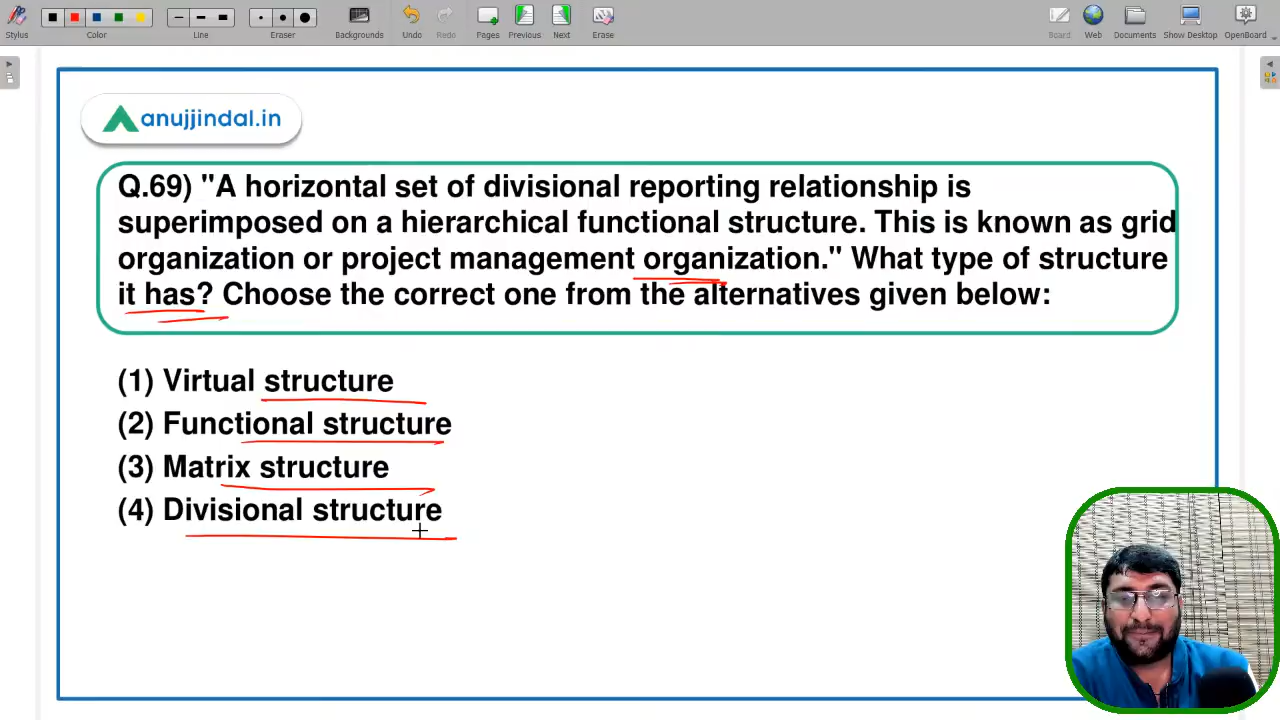 Stylus
Color
Line
Eraser
Backgrounds
Undo
Redo
Pages
Previous
Next
Erase
Board
Web
Documents
Show Desktop
OpenBoard
anujjindal.in
Q.69) "A horizontal set of divisional reporting relationship is
superimposed on a hierarchical functional structure. This is known as grid
organization or project management organization." What type of structure
it has? Choose the correct one from the alternatives given below:
(1) Virtual structure
(2) Functional structure
(3) Matrix structure
(4) Divisional structure